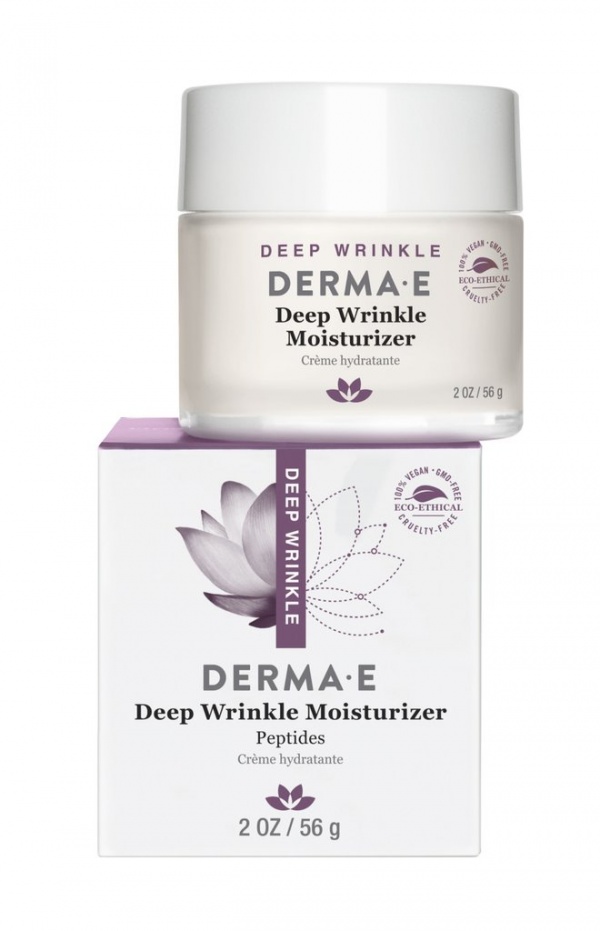 DEEP WRINKLE
DERMA·E
Deep Wrinkle
Moisturizer
Crème hydratante
2 OZ / 56 g
100% VEGAN · GMO-FREE
ECO-ETHICAL
CRUELTY-FREE
DEEP WRINKLE
100% VEGAN · GMO-FREE
ECO-ETHICAL
CRUELTY-FREE
DERMA·E
Deep Wrinkle Moisturizer
Peptides
Crème hydratante
2 OZ / 56 g